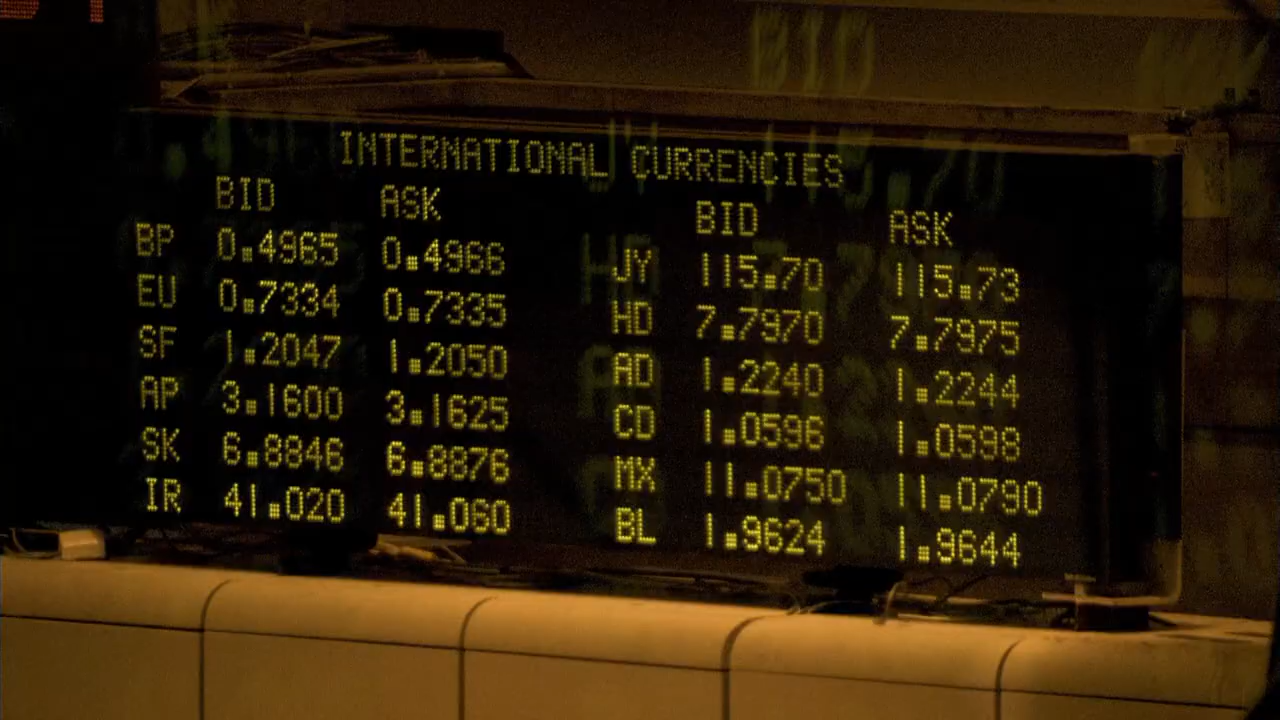 INTERNATIONAL CURRENCIES
BID ASK BID ASK
BP 0.4965 0.4966 JY 115.70 115.73
EU 0.7334 0.7335 HD 7.7970 7.7975
SF 1.2047 1.2050 AD 1.2240 1.2244
AP 3.1600 3.1625 CD 1.0596 1.0598
SK 6.8846 6.8876 MX 11.0750 11.0790
IR 41.020 41.060 BL 1.9624 1.9644